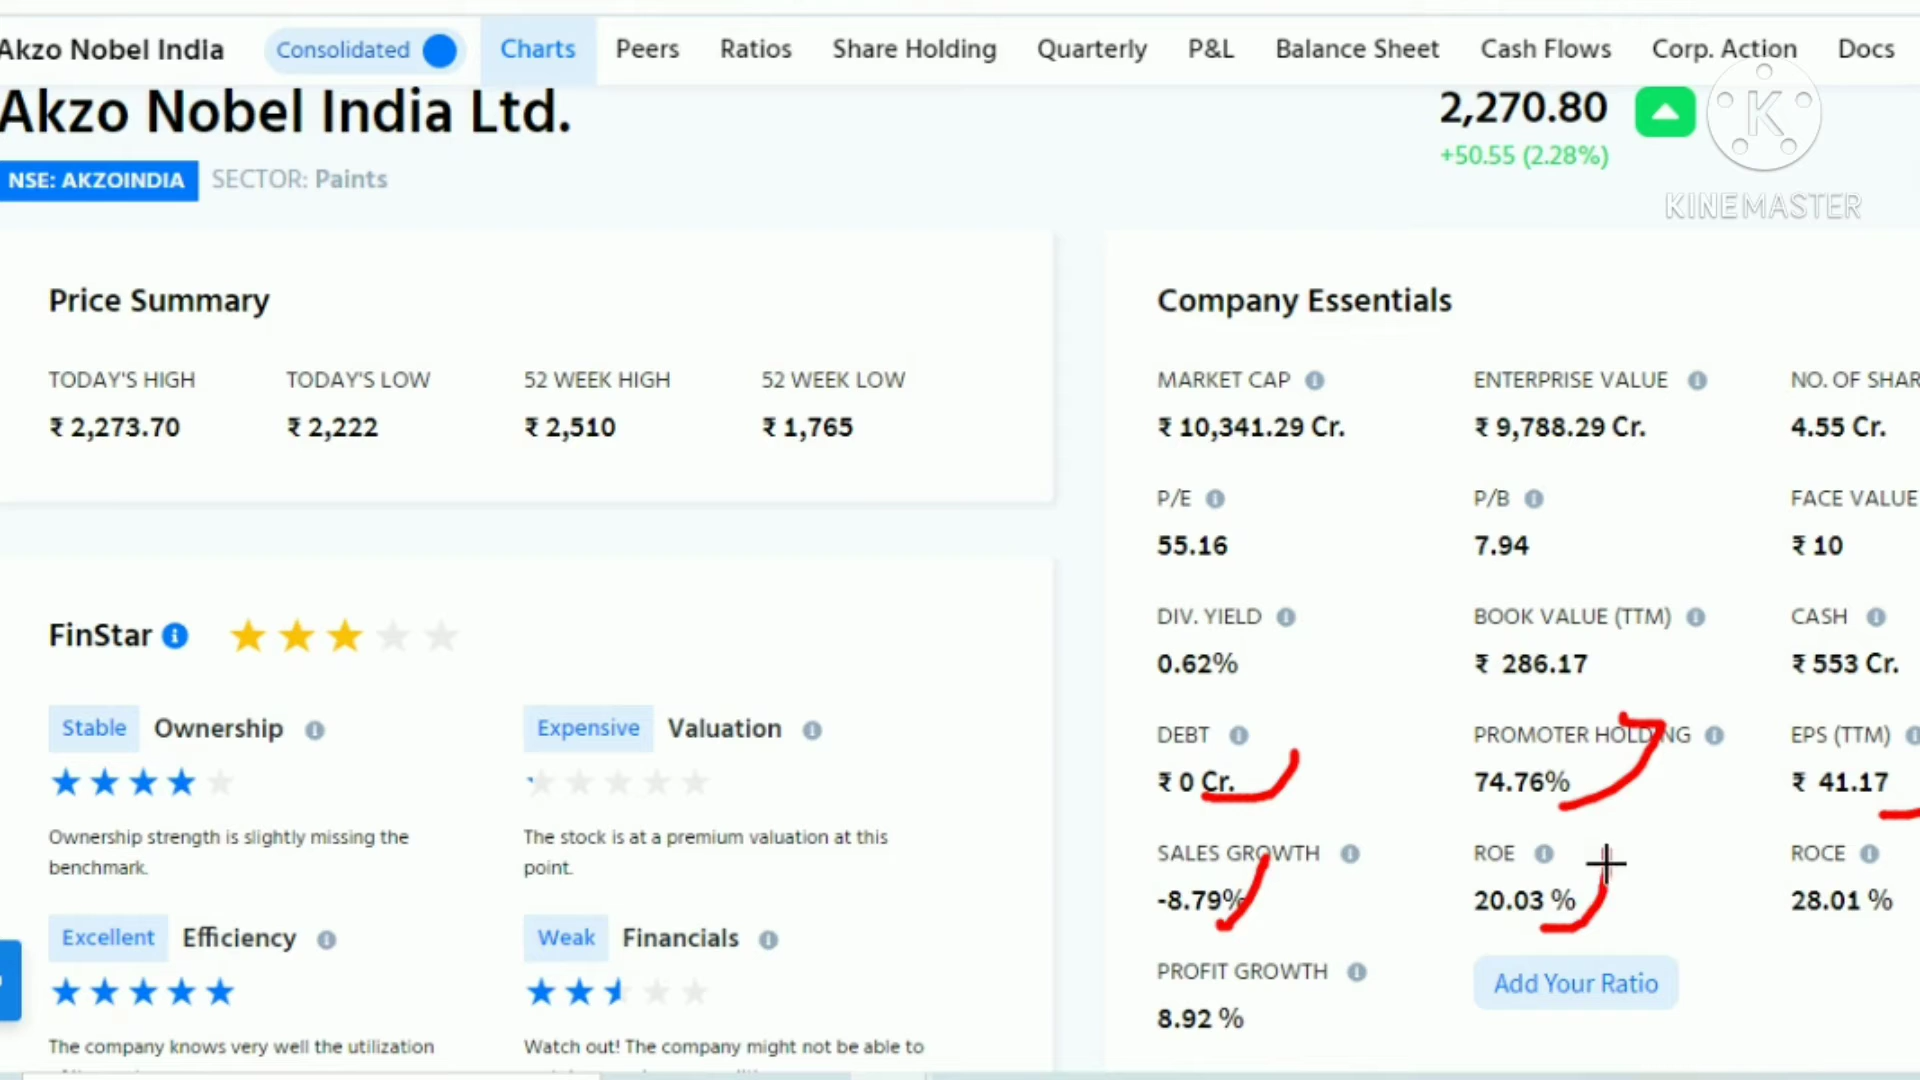 Akzo Nobel India Consolidated Charts Peers Ratios Share Holding Quarterly P&L Balance Sheet Cash Flows Corp. Action Docs
Akzo Nobel India Ltd.
2,270.80
+50.55 (2.28%)
NSE: AKZOINDIA SECTOR: Paints
K
KINEMASTER
Price Summary
TODAY'S HIGH TODAY'S LOW 52 WEEK HIGH 52 WEEK LOW
₹ 2,273.70 ₹ 2,222 ₹ 2,510 ₹ 1,765
FinStar
Stable Ownership
Ownership strength is slightly missing the
benchmark.
Expensive Valuation
The stock is at a premium valuation at this
point.
Excellent Efficiency
The company knows very well the utilization
Weak Financials
Watch out! The company might not be able to
Company Essentials
MARKET CAP ENTERPRISE VALUE NO. OF SHAR
₹ 10,341.29 Cr. ₹ 9,788.29 Cr. 4.55 Cr.
P/E P/B FACE VALUE
55.16 7.94 ₹ 10
DIV. YIELD BOOK VALUE (TTM) CASH
0.62% ₹ 286.17 ₹ 553 Cr.
DEBT PROMOTER HOLDING EPS (TTM)
₹ 0 Cr. 74.76% ₹ 41.17
SALES GROWTH ROE ROCE
-8.79% 20.03 % 28.01 %
PROFIT GROWTH
8.92 %
Add Your Ratio